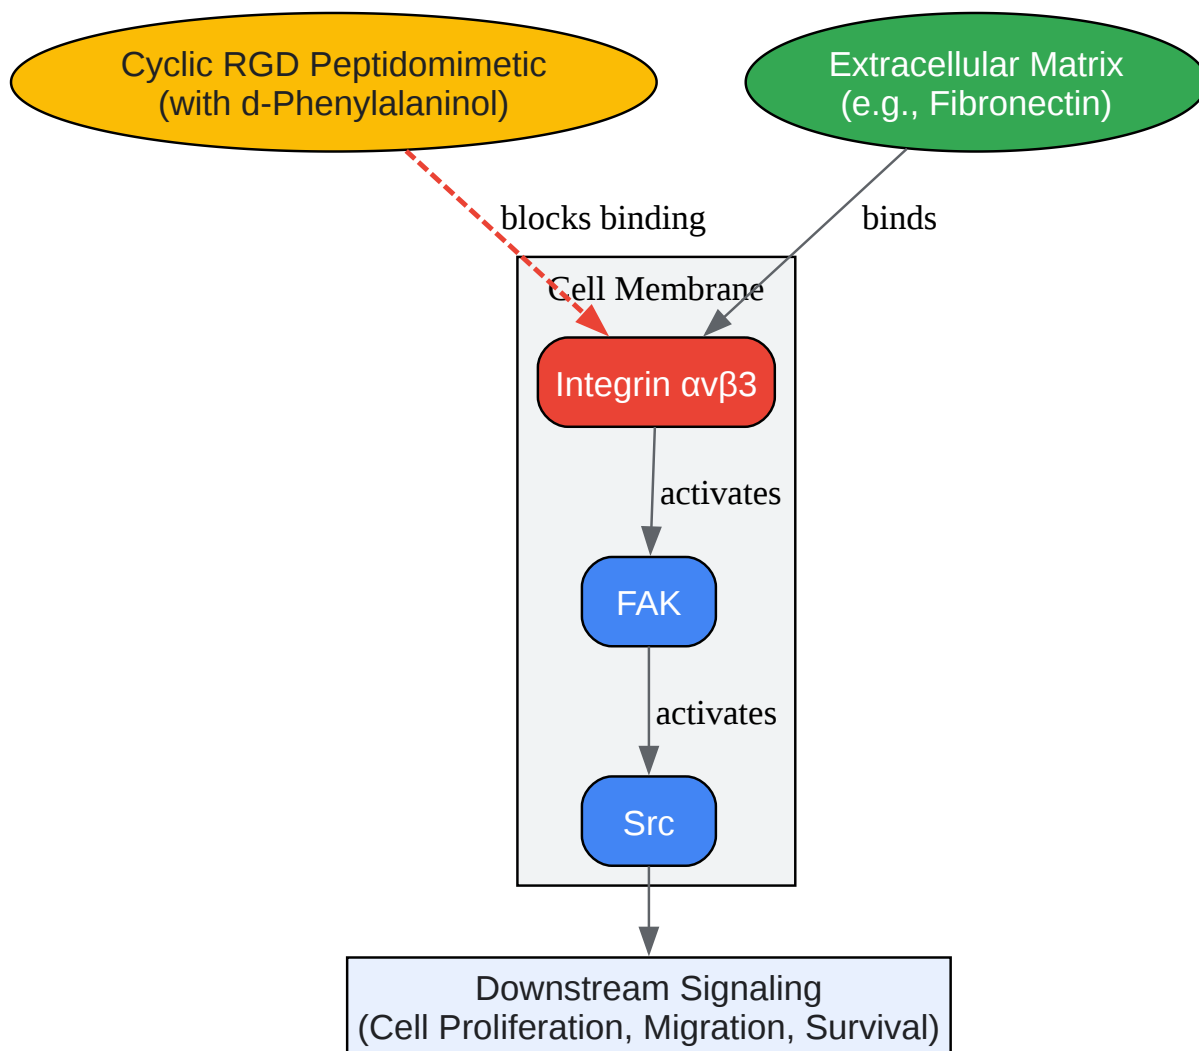 Cyclic RGD Peptidomimetic
(with d-Phenylalaninol)
Extracellular Matrix
(e.g., Fibronectin)
blocks binding
binds
Cell Membrane
Integrin αvβ3
activates
FAK
activates
Src
Downstream Signaling
(Cell Proliferation, Migration, Survival)